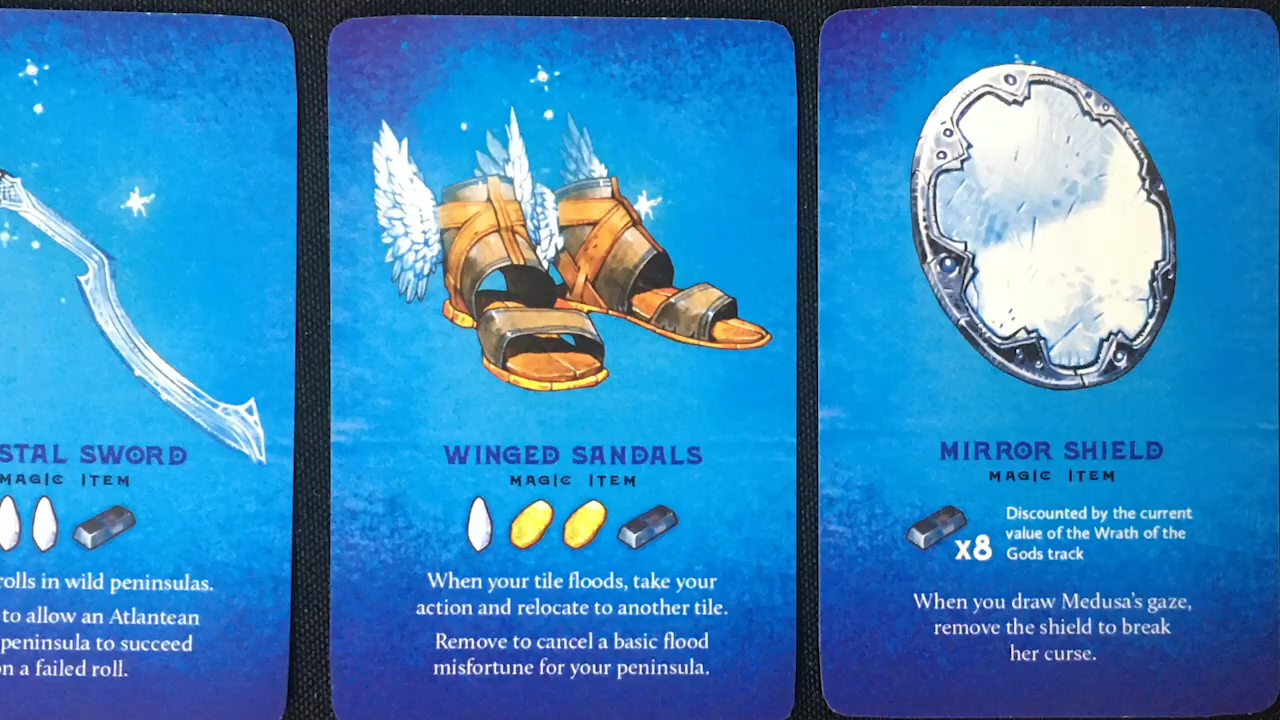 STAL SWORD
MAGIC ITEM
rolls in wild peninsulas.
to allow an Atlantean
peninsula to succeed
on a failed roll.
WINGED SANDALS
MAGIC ITEM
When your tile floods, take your
action and relocate to another tile.
Remove to cancel a basic flood
misfortune for your peninsula.
MIRROR SHIELD
MAGIC ITEM
x8
Discounted by the current
value of the Wrath of the
Gods track
When you draw Medusa's gaze,
remove the shield to break
her curse.